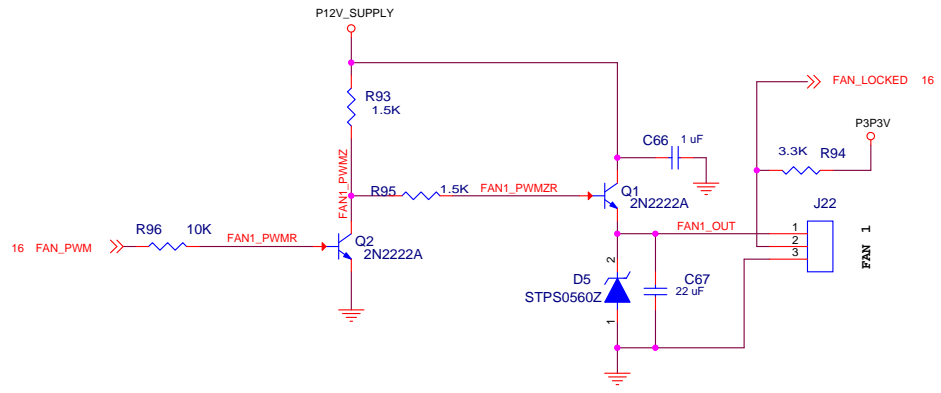 P12V_SUPPLY
FAN_LOCKED 16
R93
1.5K
P3P3V
C66 1 uF
3.3K R94
FAN1_PWMZ
R95 1.5K FAN1_PWMZR
Q1
2N2222A
J22
R96 10K
FAN1_OUT
1
2
3
FAN 1
16 FAN_PWM
FAN1_PWMR
Q2
2N2222A
2
D5
STPS0560Z
C67
22 uF
1